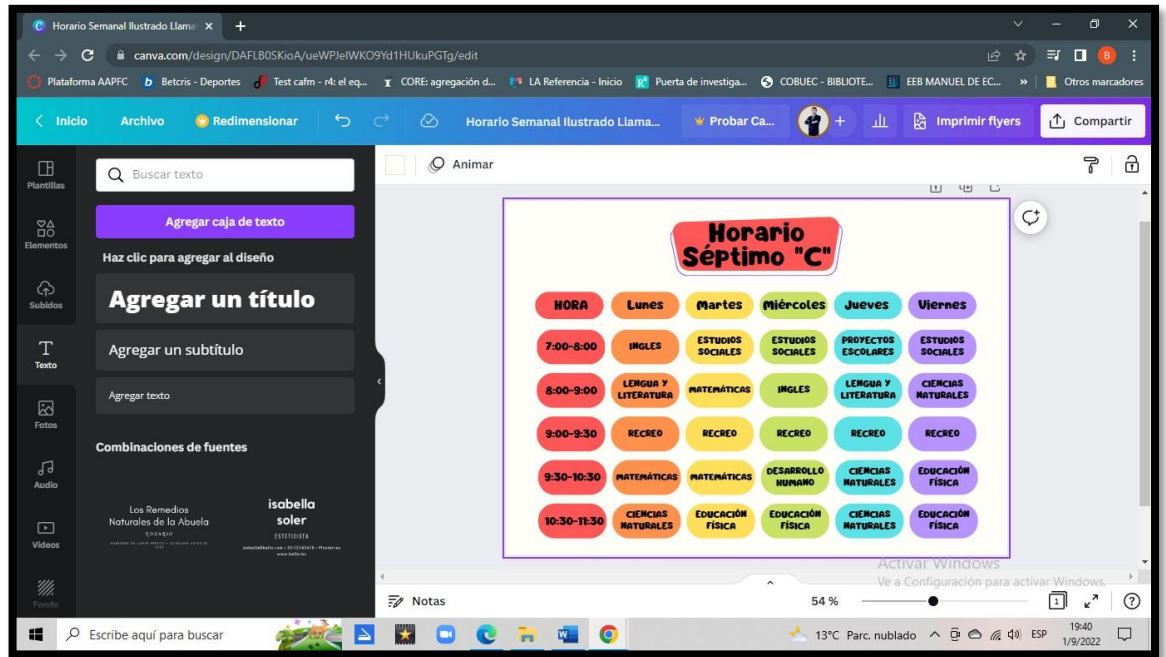 Horario Semanal Ilustrado Llama
canva.com/design/DAFLB0SKioA/ueWPJeIWKO9Yd1HUkuPGTg/edit
B
Plataforma AAPFC Betcris - Deportes Test cafm - r4: el eq... CORE: agregación d... LA Referencia - Inicio Puerta de investiga... COBUEC - BIBLIOTE... EEB MANUEL DE EC... » Otros marcadores
Inicio Archivo Redimensionar Horario Semanal Ilustrado Llama... Probar Ca... Imprimir flyers Compartir
Animar
Plantillas
Elementos
Subidos
Texto
Fotos
Audio
Videos
Fondo
Buscar texto
Agregar caja de texto
Haz clic para agregar al diseño
Agregar un título
Agregar un subtítulo
Agregar texto
Combinaciones de fuentes
Los Remedios
Naturales de la Abuela
ROZARIO
isabella
soler
ESTETICISTA
Horario
Séptimo "C"
HORA Lunes Martes Miércoles Jueves Viernes
7:00-8:00 INGLES ESTUDIOS SOCIALES ESTUDIOS SOCIALES PROYECTOS ESCOLARES ESTUDIOS SOCIALES
8:00-9:00 LENGUA Y LITERATURA MATEMÁTICAS INGLES LENGUA Y LITERATURA CIENCIAS NATURALES
9:00-9:30 RECREO RECREO RECREO RECREO RECREO
9:30-10:30 MATEMÁTICAS MATEMÁTICAS DESARROLLO HUMANO CIENCIAS NATURALES EDUCACIÓN FÍSICA
10:30-11:30 CIENCIAS NATURALES EDUCACIÓN FÍSICA EDUCACIÓN FÍSICA CIENCIAS NATURALES EDUCACIÓN FÍSICA
Activar Windows
Ve a Configuración para activar Windows.
Notas 54 % 1
Escribe aquí para buscar 13°C Parc. nublado ESP 19:40
1/9/2022